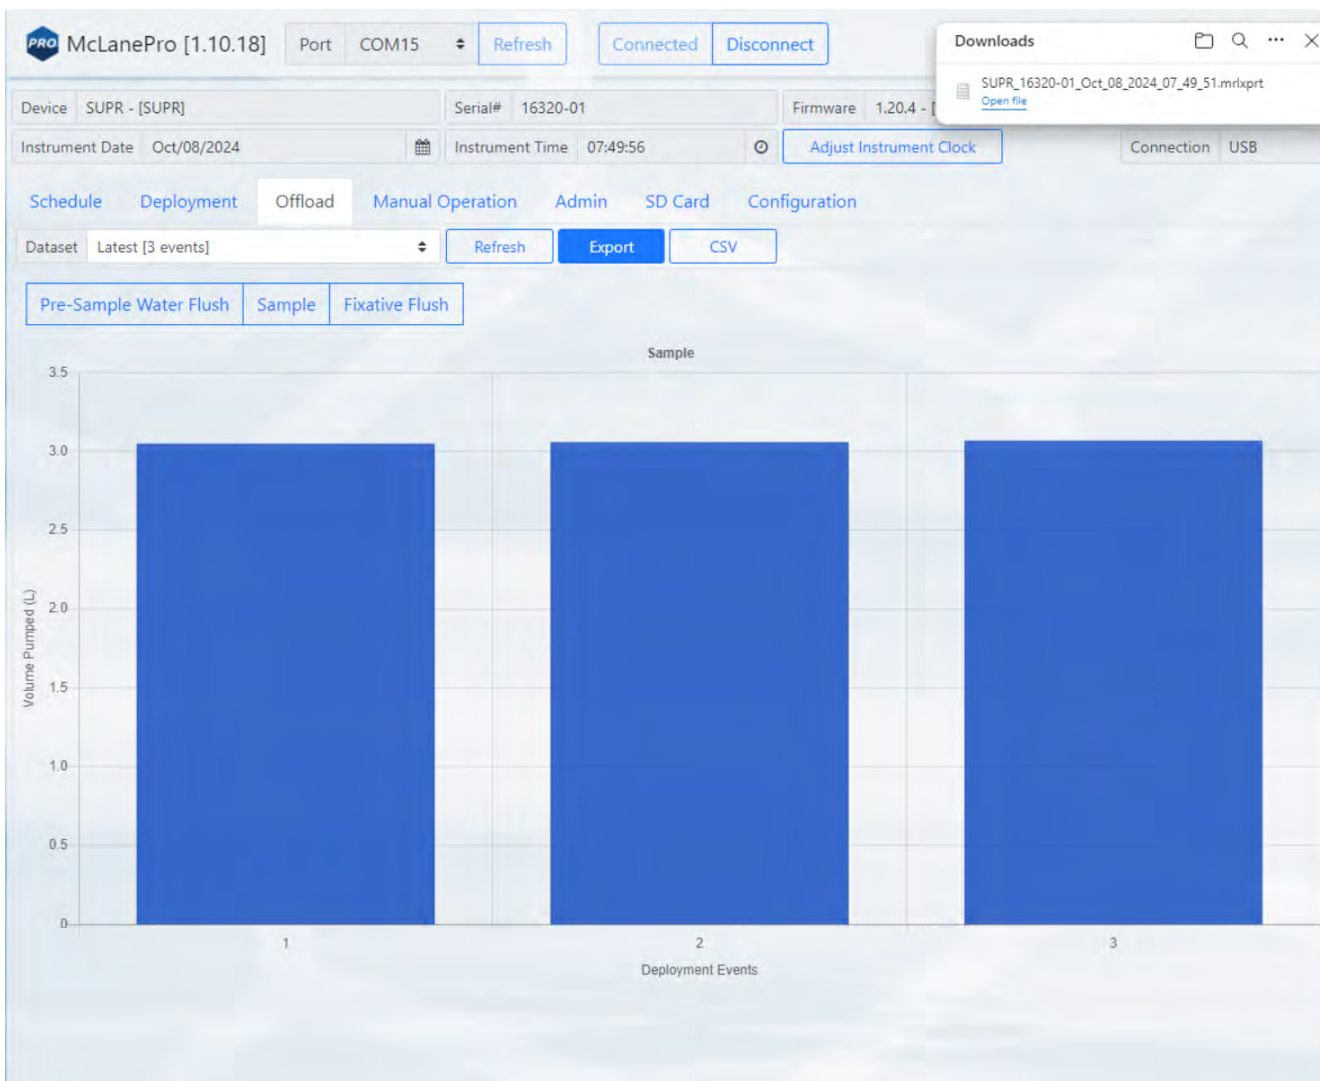 PRO McLanePro [1.10.18] Port COM15 Refresh Connected Disconnect
Downloads
SUPR_16320-01_Oct_08_2024_07_49_51.mrlxprt
Open file
Device SUPR - [SUPR] Serial# 16320-01 Firmware 1.20.4 - [
Instrument Date Oct/08/2024 Instrument Time 07:49:56 Adjust Instrument Clock Connection USB
Schedule Deployment Offload Manual Operation Admin SD Card Configuration
Dataset Latest [3 events] Refresh Export CSV
Pre-Sample Water Flush Sample Fixative Flush
Sample
3.5
3.0
2.5
2.0
1.5
1.0
0.5
0
Volume Pumped (L)
1 2 3
Deployment Events